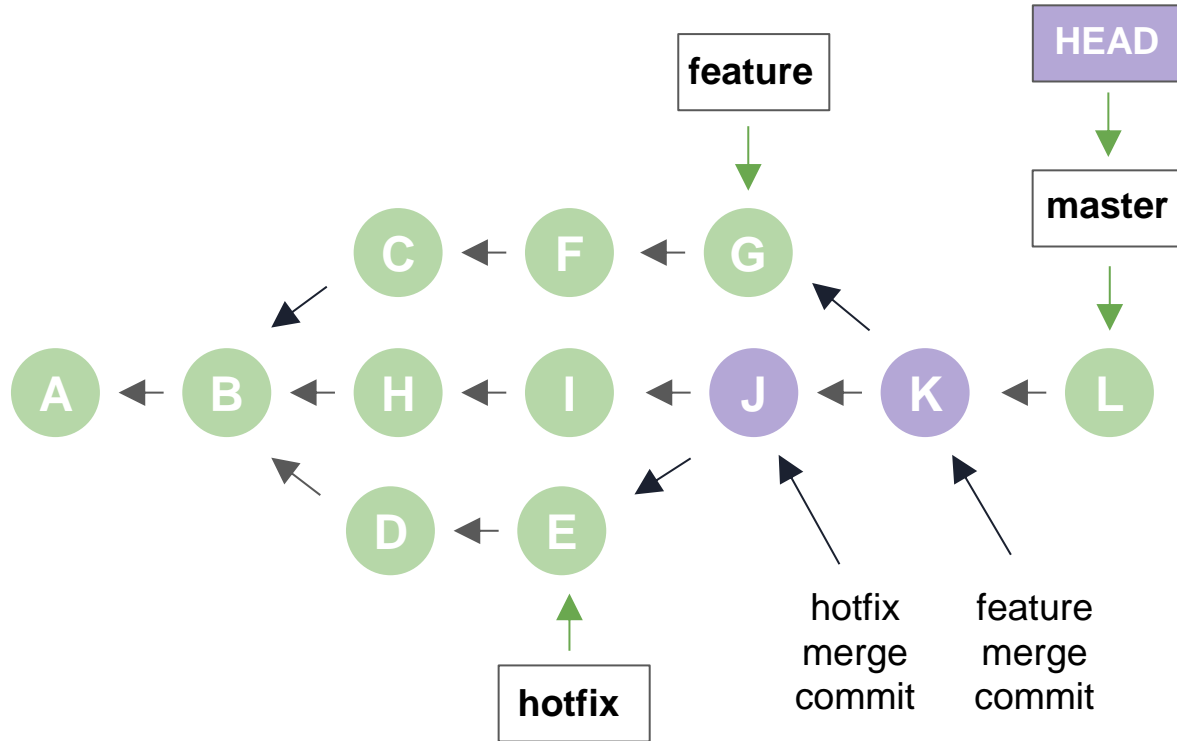 HEAD
feature
master
C
F
G
A
B
H
I
J
K
L
D
E
hotfix
merge
commit
feature
merge
commit
hotfix